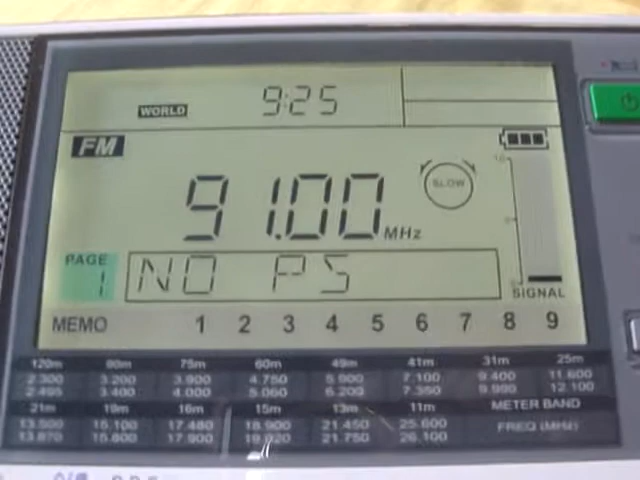 WORLD 9:25
FM
91.00 MHz
SLOW
PAGE
1
NO PS
SIGNAL
MEMO 1 2 3 4 5 6 7 8 9
120m 90m 75m 60m 49m 41m 31m 25m
2.300 3.200 3.900 4.750 5.900 7.100 9.400 11.600
2.495 3.400 4.000 5.060 6.200 7.350 9.990 12.100
21m 19m 16m 15m 13m 11m METER BAND
13.500 15.100 17.480 18.900 21.450 25.600 FREQ (MHz)
13.870 15.800 17.900 21.750 26.100